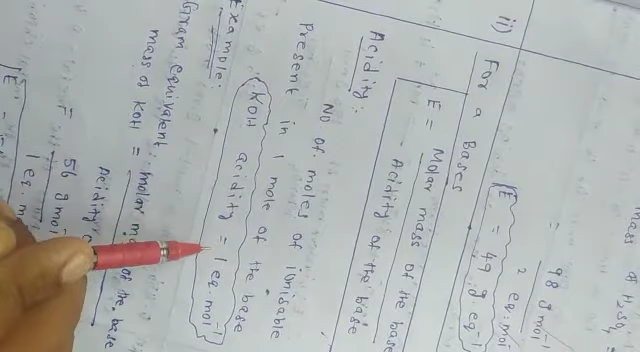 Mass of H2SO4
= 98 g mol-1
2 eq. mol
E = 49 g eq-1
ii) For a Bases
E = Molar mass of the base
Acidity of the base
Acidity:
No of moles of ionisable
Present in 1 mole of the base
Example: KOH acidity = 1 eq mol-1
Gram equivalent
mass of KOH = molar of the base
Acidity
= 56 g mol-
1 eq. m
E =